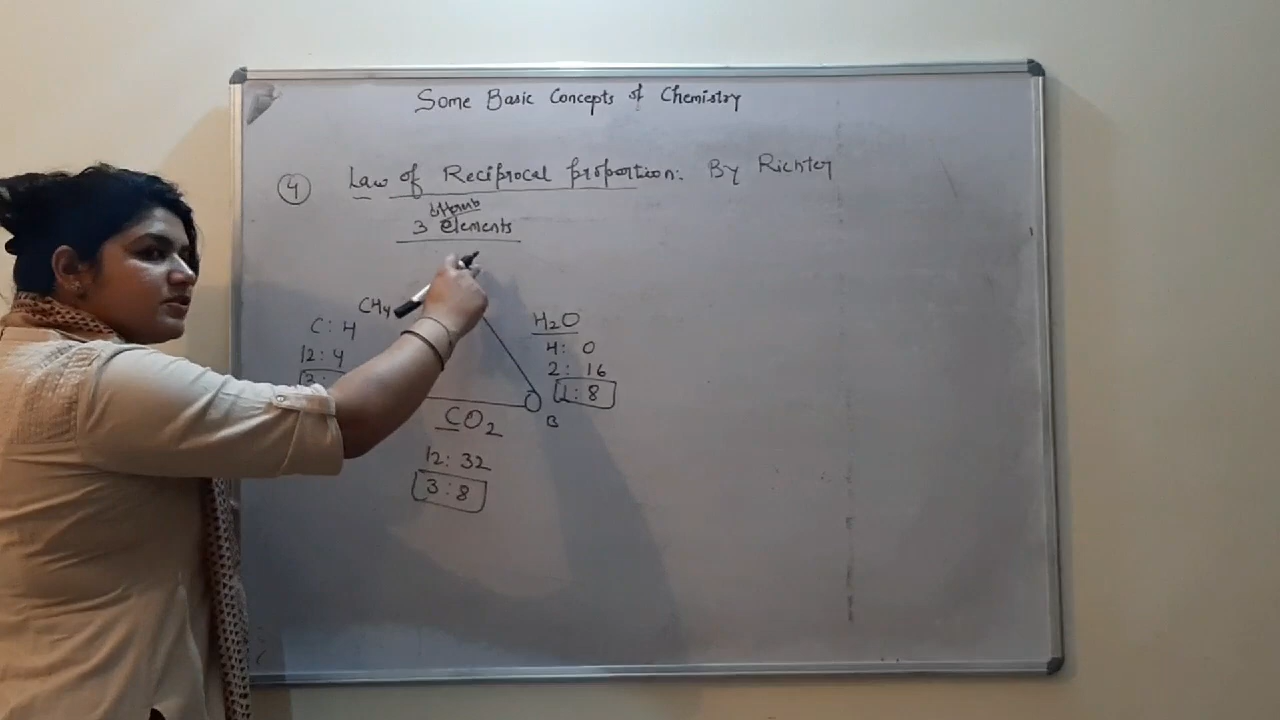 Some Basic Concepts of Chemistry
4 Law of Reciprocal proportion: By Richter
3 elements
CH4
C: H
12: 4
3:
H2O
H: O
2: 16
1: 8
B
CO2
12: 32
3:8